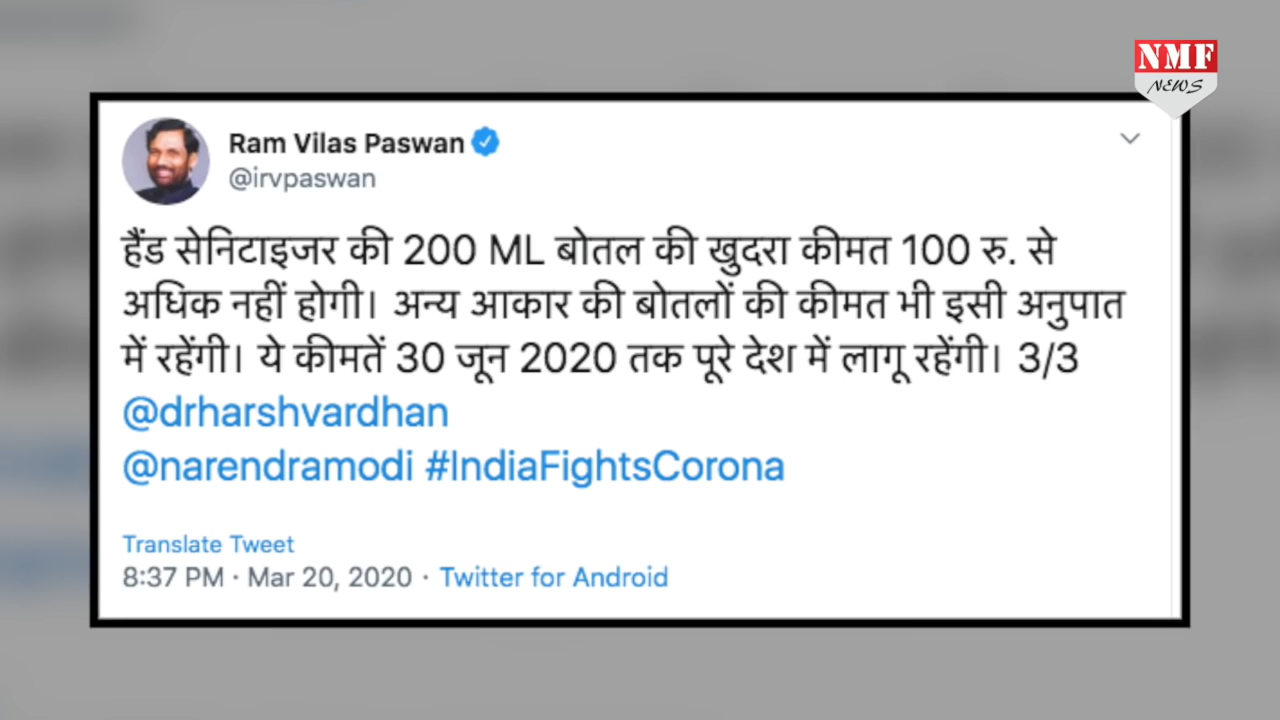 NMF
NEWS
Ram Vilas Paswan
@irvpaswan
हैंड सेनिटाइजर की 200 ML बोतल की खुदरा कीमत 100 रु. से
अधिक नहीं होगी। अन्य आकार की बोतलों की कीमत भी इसी अनुपात
में रहेंगी। ये कीमतें 30 जून 2020 तक पूरे देश में लागू रहेंगी। 3/3
@drharshvardhan
@narendramodi #IndiaFightsCorona
Translate Tweet
8:37 PM · Mar 20, 2020 · Twitter for Android